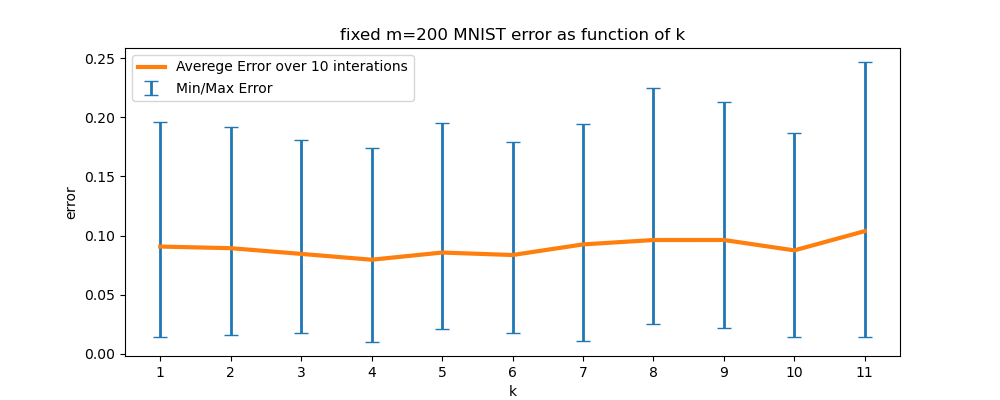 fixed m=200 MNIST error as function of k
Averege Error over 10 interations
Min/Max Error
0.25
0.20
0.15
0.10
0.05
0.00
error
1 2 3 4 5 6 7 8 9 10 11
k